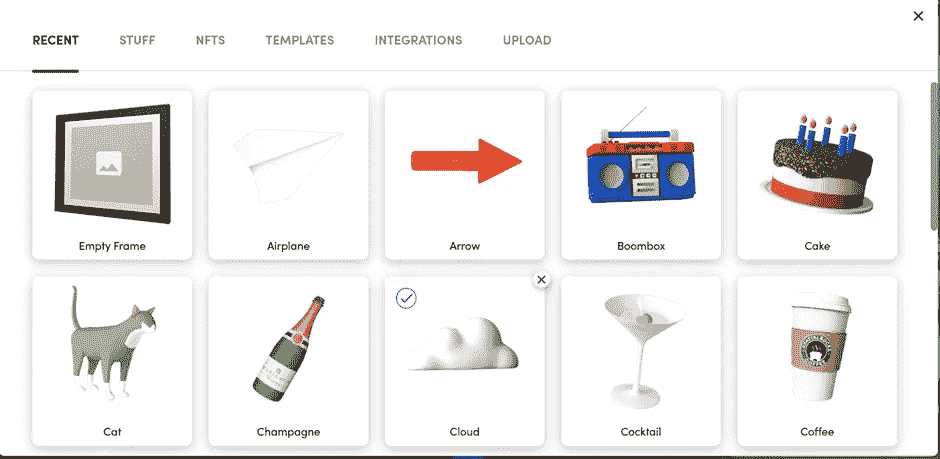 RECENT STUFF NFTS TEMPLATES INTEGRATIONS UPLOAD
Empty Frame Airplane Arrow Boombox Cake
Cat Champagne Cloud Cocktail Coffee